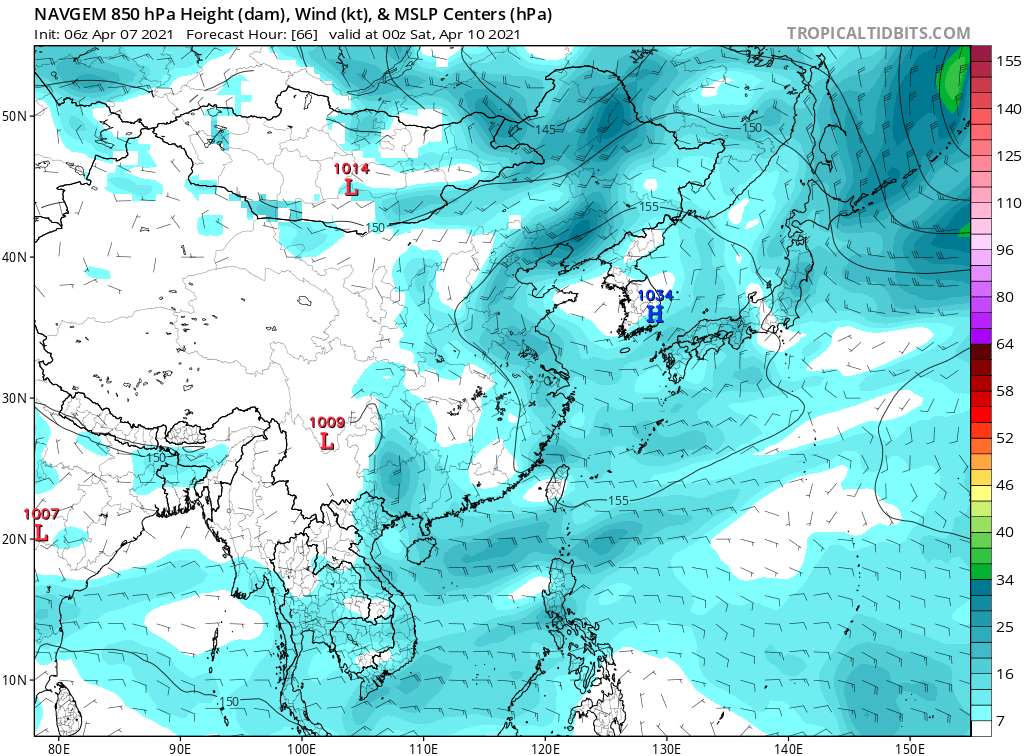 NAVGEM 850 hPa Height (dam), Wind (kt), & MSLP Centers (hPa)
Init: 06z Apr 07 2021   Forecast Hour: [66]   valid at 00z Sat, Apr 10 2021
TROPICALTIDBITS.COM
155
140
125
110
96
80
64
58
52
46
40
34
25
16
7
50N
40N
30N
20N
10N
145
150
1014
L
155
150
1034
H
1009
L
150
155
1007
L
150
80E
90E
100E
110E
120E
130E
140E
150E